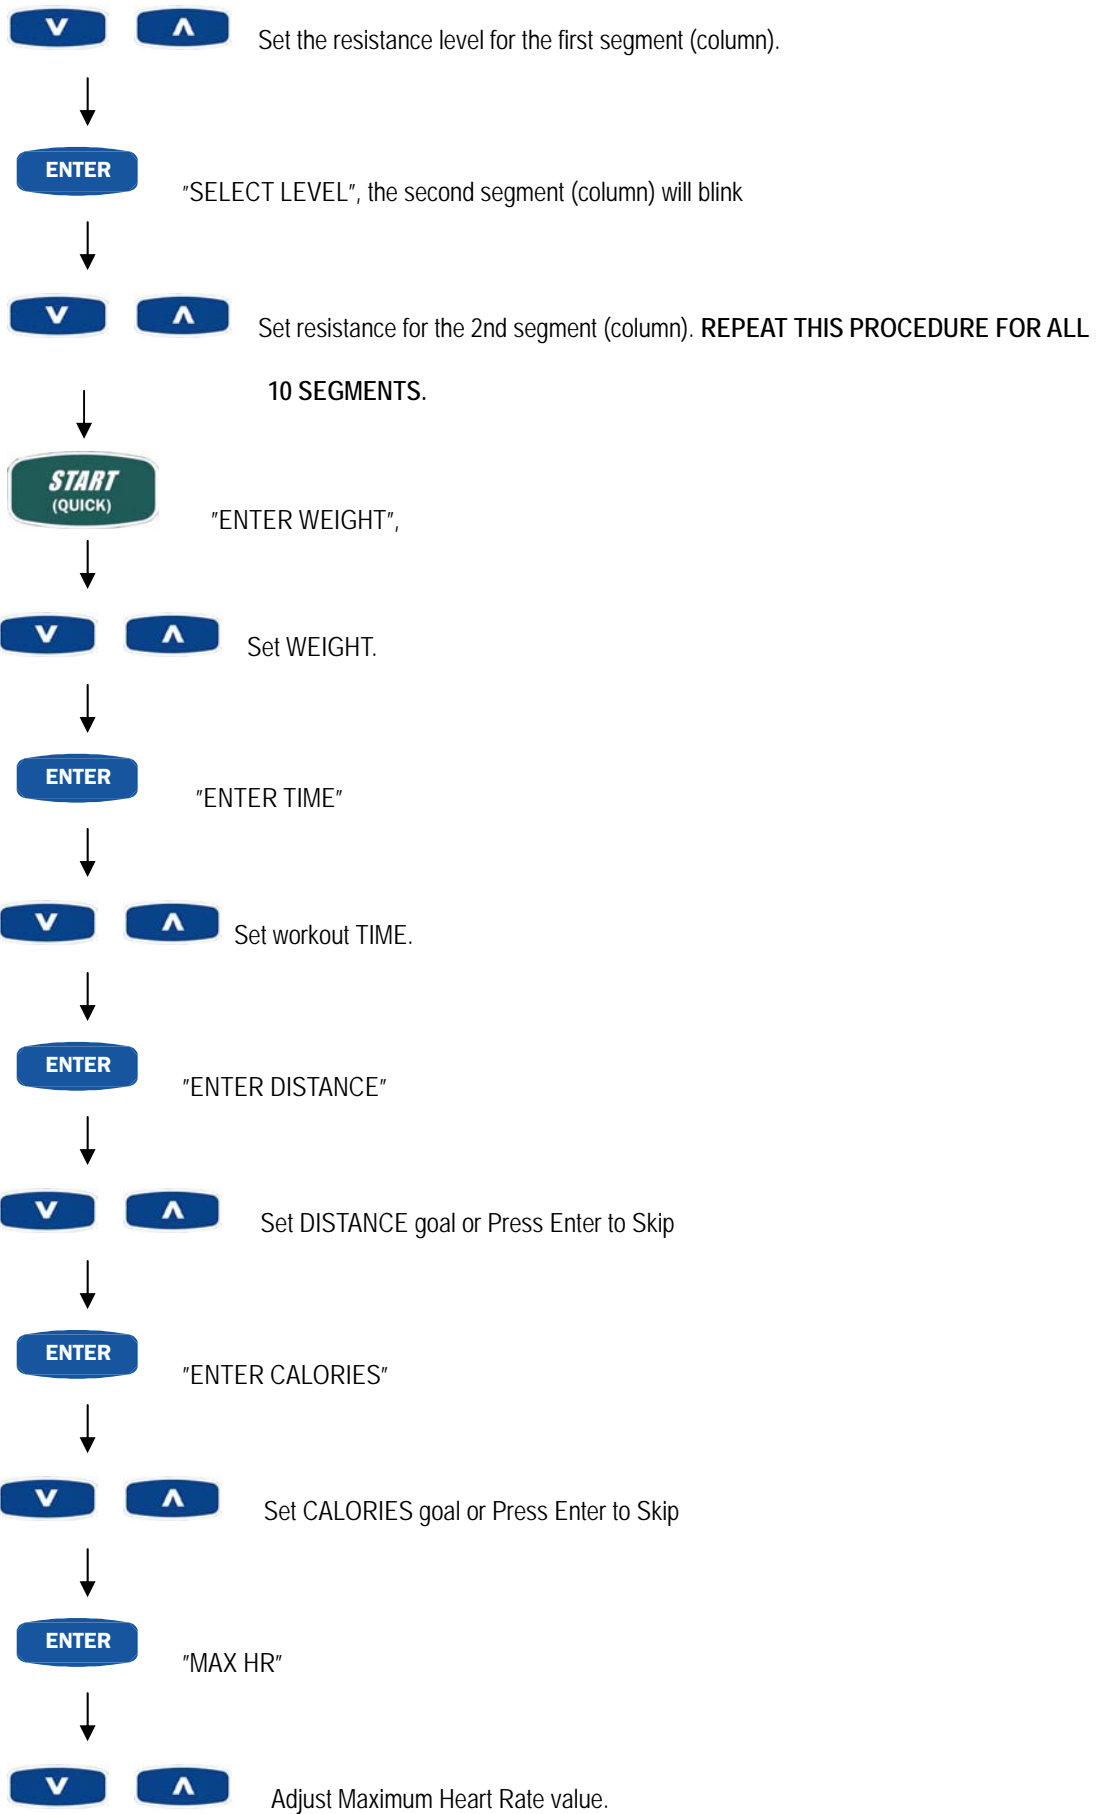 V Λ Set the resistance level for the first segment (column).
ENTER
"SELECT LEVEL", the second segment (column) will blink
V Λ Set resistance for the 2nd segment (column). REPEAT THIS PROCEDURE FOR ALL
10 SEGMENTS.
START
(QUICK)
"ENTER WEIGHT",
V Λ Set WEIGHT.
ENTER
"ENTER TIME"
V Λ Set workout TIME.
ENTER
"ENTER DISTANCE"
V Λ Set DISTANCE goal or Press Enter to Skip
ENTER
"ENTER CALORIES"
V Λ Set CALORIES goal or Press Enter to Skip
ENTER
"MAX HR"
V Λ Adjust Maximum Heart Rate value.